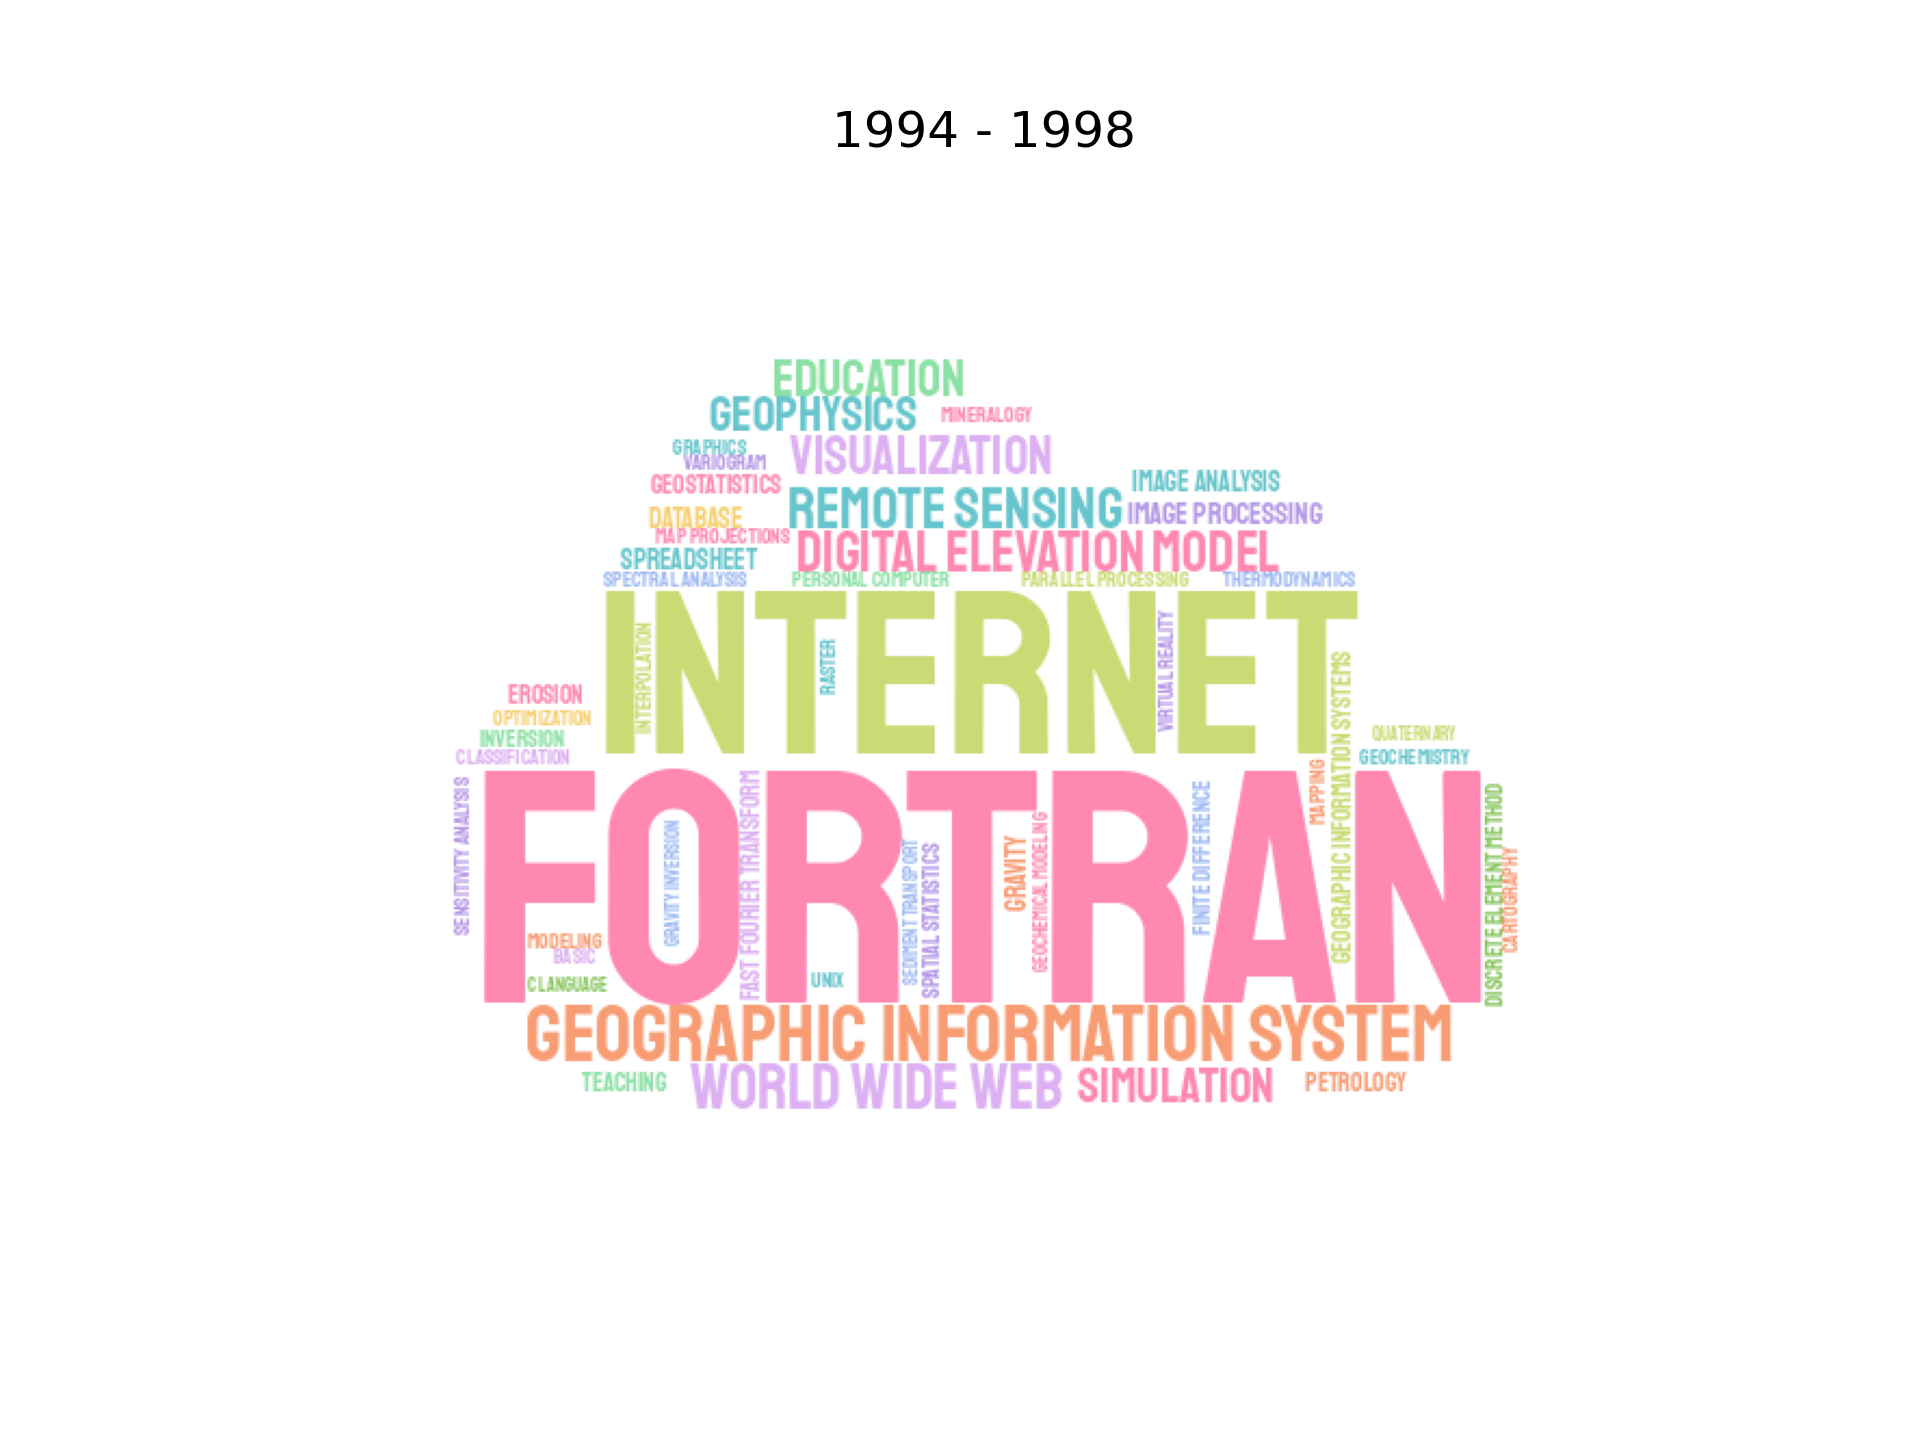 1994 - 1998
EDUCATION
GEOPHYSICS
MINERALOGY
GRAPHICS
VARIOGRAM
VISUALIZATION
GEOSTATISTICS
IMAGE ANALYSIS
REMOTE SENSING
IMAGE PROCESSING
DATABASE
MAP PROJECTIONS
DIGITAL ELEVATION MODEL
SPREADSHEET
SPECTRAL ANALYSIS
PERSONAL COMPUTER
PARALLEL PROCESSING
THERMODYNAMICS
INTERNET
INTERPOLATION
RASTER
VIRTUAL REALITY
GEOGRAPHIC INFORMATION SYSTEMS
EROSION
OPTIMIZATION
INVERSION
CLASSIFICATION
QUATERNARY
GEOCHEMISTRY
SENSITIVITY ANALYSIS
FORTRAN
GRAVITY INVERSION
FAST FOURIER TRANSFORM
SEDIMENT TRANSPORT
SPATIAL STATISTICS
GRAVITY
GEOCHEMICAL MODELING
FINITE DIFFERENCE
MAPPING
DISCRETE ELEMENT METHOD
CARTOGRAPHY
MODELING
BASIC
C LANGUAGE
UNIX
GEOGRAPHIC INFORMATION SYSTEM
TEACHING
WORLD WIDE WEB
SIMULATION
PETROLOGY